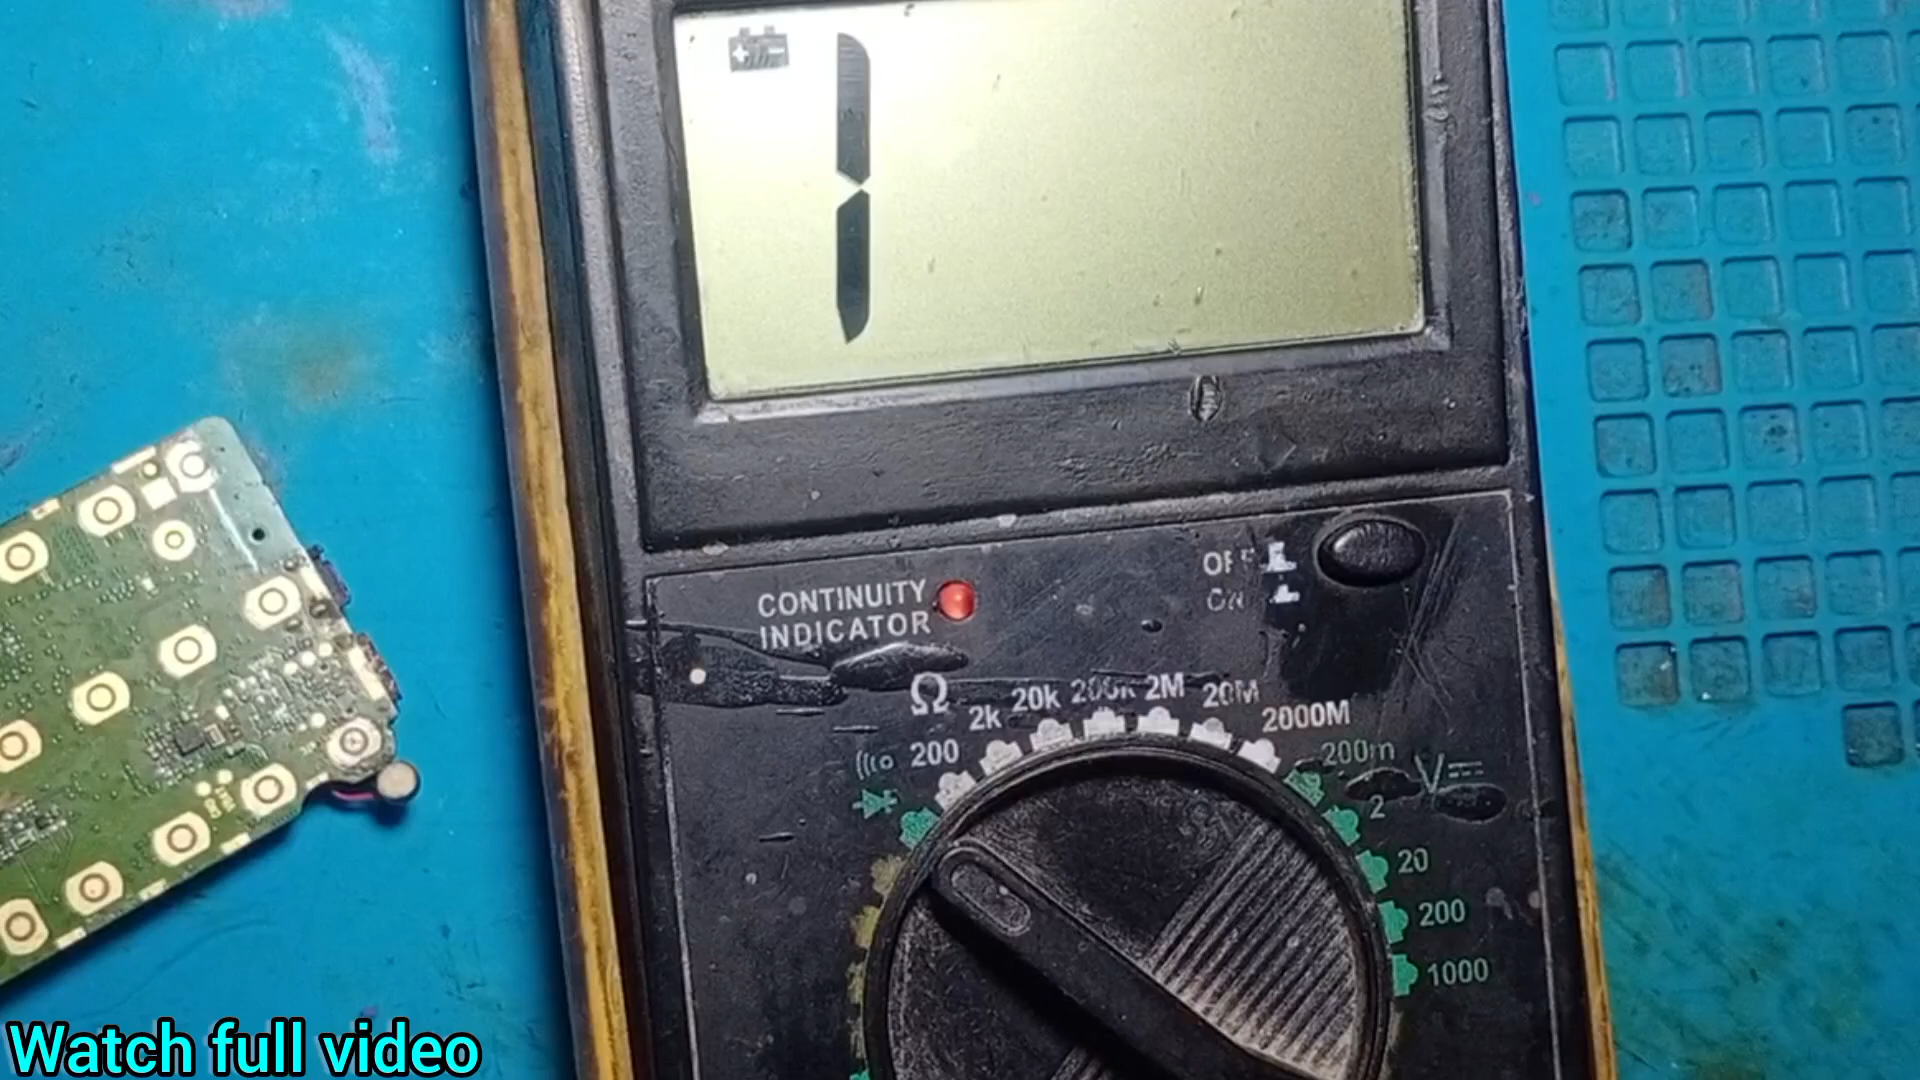 1
CONTINUITY
INDICATOR
OFF
ON
Ω
200
2k
20k
200k
2M
20M
2000M
200m
V
2
20
200
1000
Watch full video